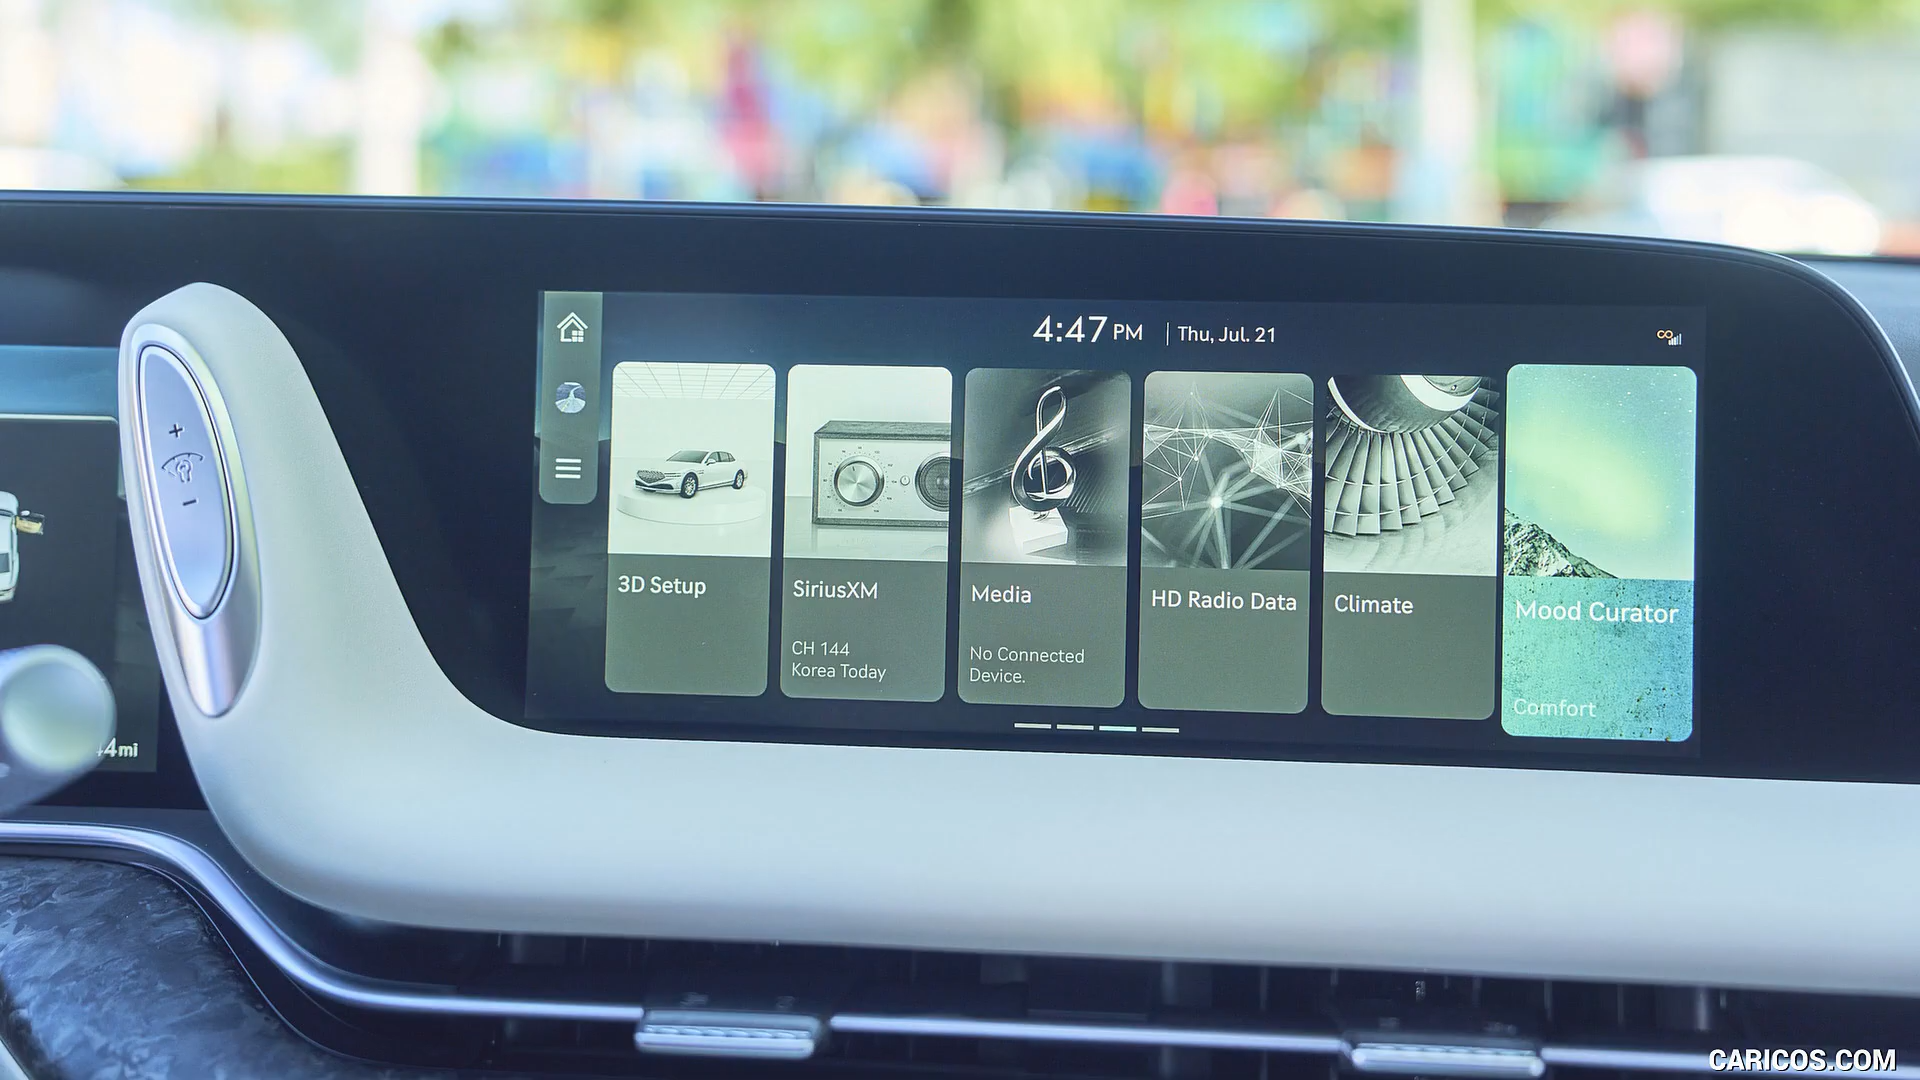 4:47 PM | Thu, Jul. 21
3D Setup
SiriusXM
CH 144
Korea Today
Media
No Connected
Device.
HD Radio Data
Climate
Mood Curator
Comfort
+
-
4mi
CARICOS.COM